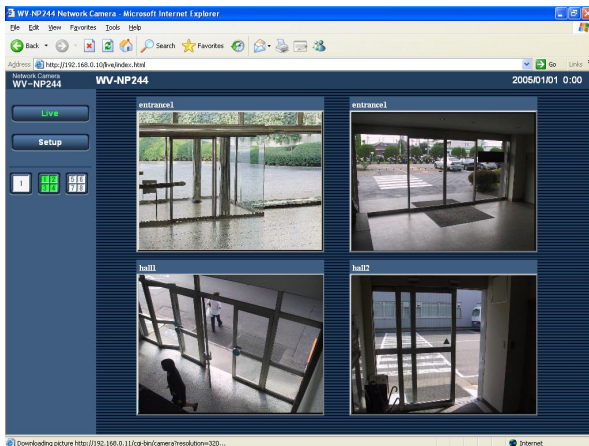 WV-NP244 Network Camera - Microsoft Internet Explorer
File Edit View Favorites Tools Help
Back Search Favorites
Address http://192.168.0.10/live/index.html Go Links
Network Camera
WV-NP244
WV-NP244
2005/01/01 0:00
Live
Setup
1
1 2
3 4
5 6
7 8
entrance1
entrance1
hall1
hall2
Downloading picture http://192.168.0.11/cgi-bin/camera?resolution=320...
Internet